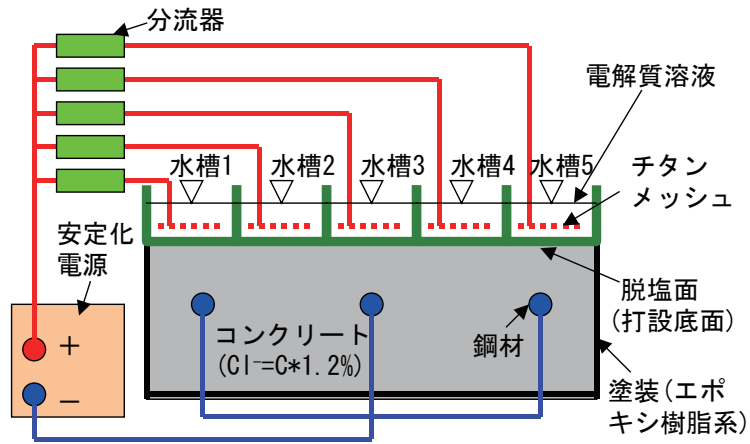 分流器
電解質溶液
水槽1
水槽2
水槽3
水槽4
水槽5
チタン
メッシュ
安定化
電源
脱塩面
(打設底面)
+
コンクリート
(Cl⁻=C*1.2%)
鋼材
−
塗装(エポ
キシ樹脂系)